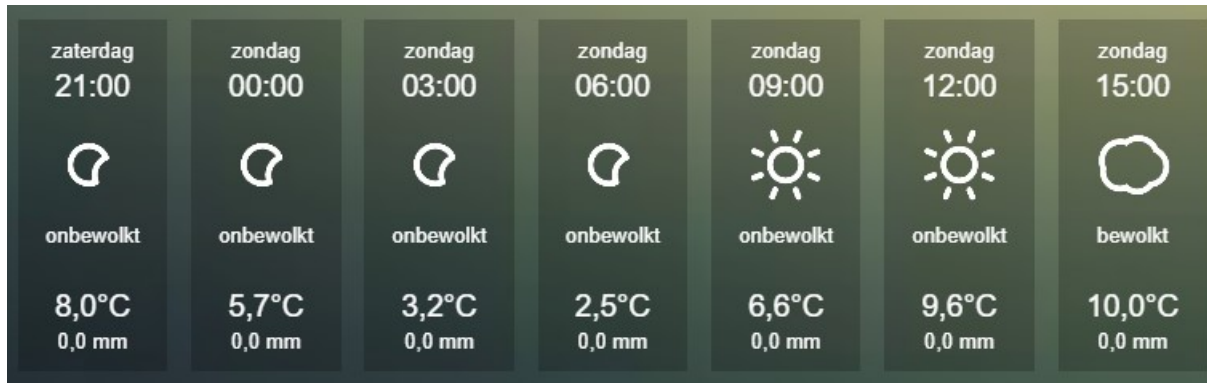 zaterdag
21:00
onbewolkt
8,0°C
0,0 mm
zondag
00:00
onbewolkt
5,7°C
0,0 mm
zondag
03:00
onbewolkt
3,2°C
0,0 mm
zondag
06:00
onbewolkt
2,5°C
0,0 mm
zondag
09:00
onbewolkt
6,6°C
0,0 mm
zondag
12:00
onbewolkt
9,6°C
0,0 mm
zondag
15:00
bewolkt
10,0°C
0,0 mm